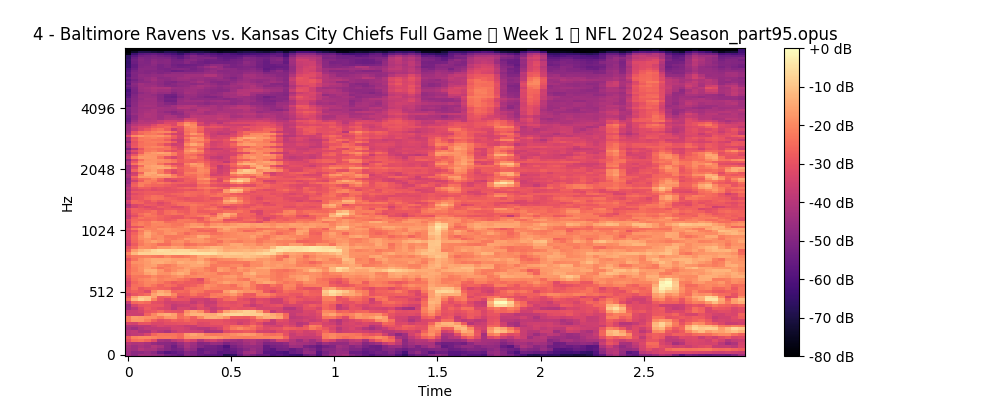 4 - Baltimore Ravens vs. Kansas City Chiefs Full Game  Week 1  NFL 2024 Season_part95.opus
+0 dB
-10 dB
-20 dB
-30 dB
-40 dB
-50 dB
-60 dB
-70 dB
-80 dB
4096
2048
1024
512
0
Hz
0 0.5 1 1.5 2 2.5
Time